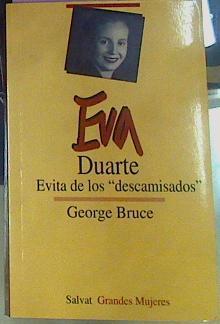 Eva
Duarte
Evita de los "descamisados"
George Bruce
Salvat Grandes Mujeres